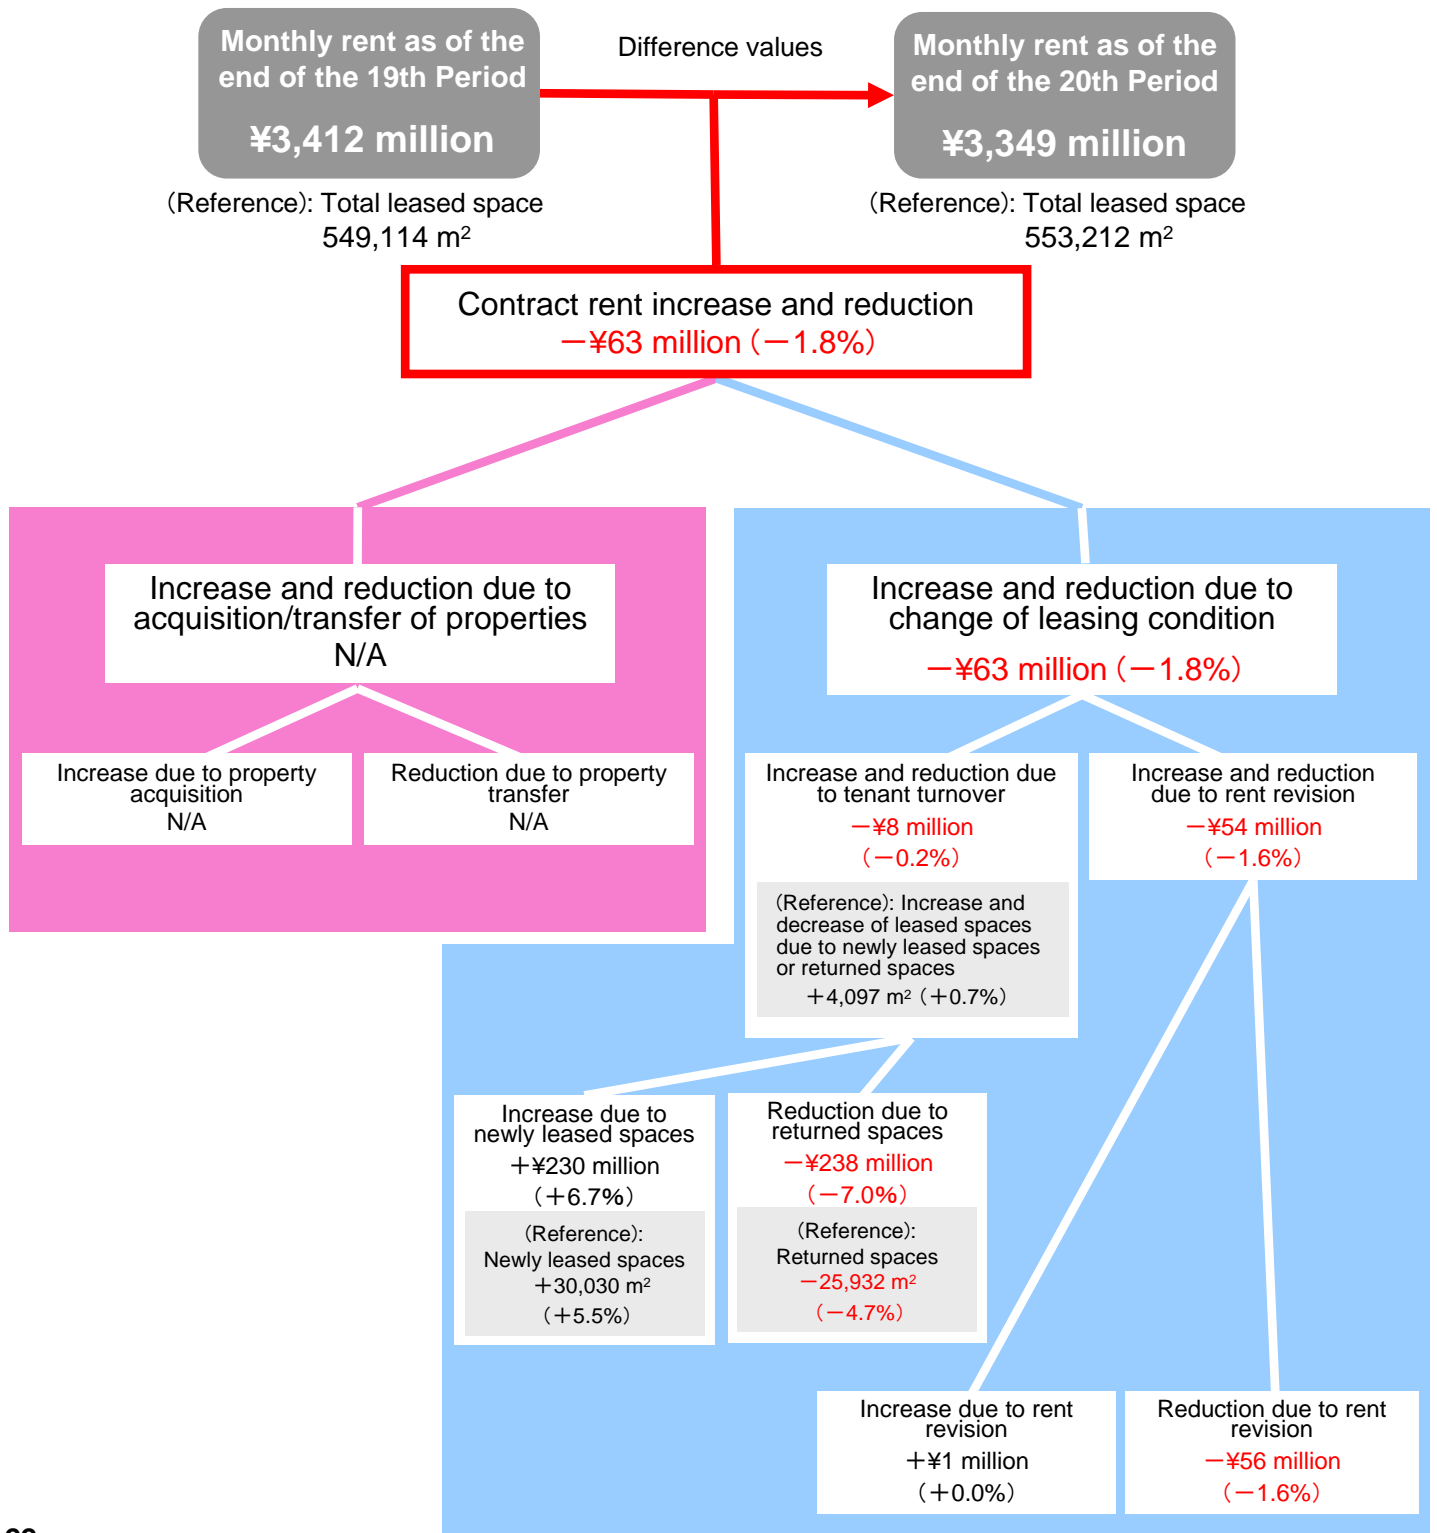 Monthly rent as of the
end of the 19th Period
¥3,412 million
Difference values
Monthly rent as of the
end of the 20th Period
¥3,349 million
(Reference): Total leased space
549,114 m²
(Reference): Total leased space
553,212 m²
Contract rent increase and reduction
－¥63 million（－1.8%）
Increase and reduction due to
acquisition/transfer of properties
N/A
Increase and reduction due to
change of leasing condition
－¥63 million（－1.8%）
Increase due to property
acquisition
N/A
Reduction due to property
transfer
N/A
Increase and reduction due
to tenant turnover
－¥8 million
（－0.2%）
Increase and reduction
due to rent revision
－¥54 million
（－1.6%）
(Reference): Increase and
decrease of leased spaces
due to newly leased spaces
or returned spaces
＋4,097 m²（＋0.7%）
Increase due to
newly leased spaces
＋¥230 million
（＋6.7%）
(Reference):
Newly leased spaces
＋30,030 m²
（＋5.5%）
Reduction due to
returned spaces
－¥238 million
（－7.0%）
(Reference):
Returned spaces
－25,932 m²
（－4.7%）
Increase due to rent
revision
＋¥1 million
（＋0.0%）
Reduction due to rent
revision
－¥56 million
（－1.6%）